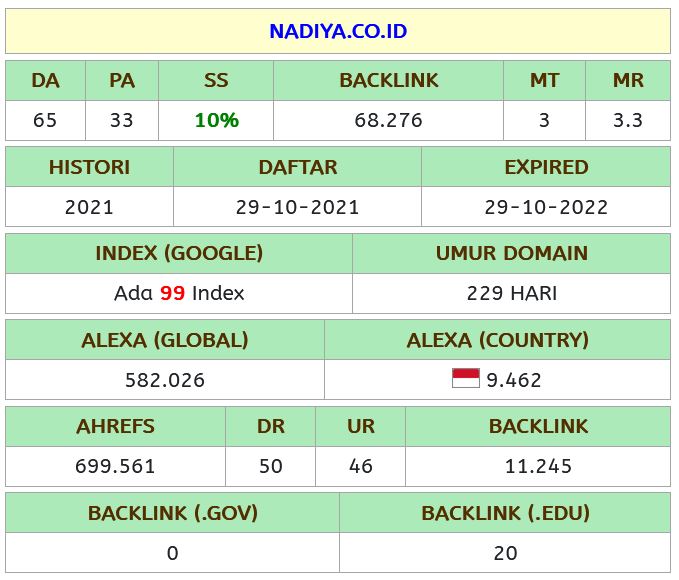 NADIYA.CO.ID
DA PA SS BACKLINK MT MR
65 33 10% 68.276 3 3.3
HISTORI DAFTAR EXPIRED
2021 29-10-2021 29-10-2022
INDEX (GOOGLE) UMUR DOMAIN
Ada 99 Index 229 HARI
ALEXA (GLOBAL) ALEXA (COUNTRY)
582.026 9.462
AHREFS DR UR BACKLINK
699.561 50 46 11.245
BACKLINK (.GOV) BACKLINK (.EDU)
0 20